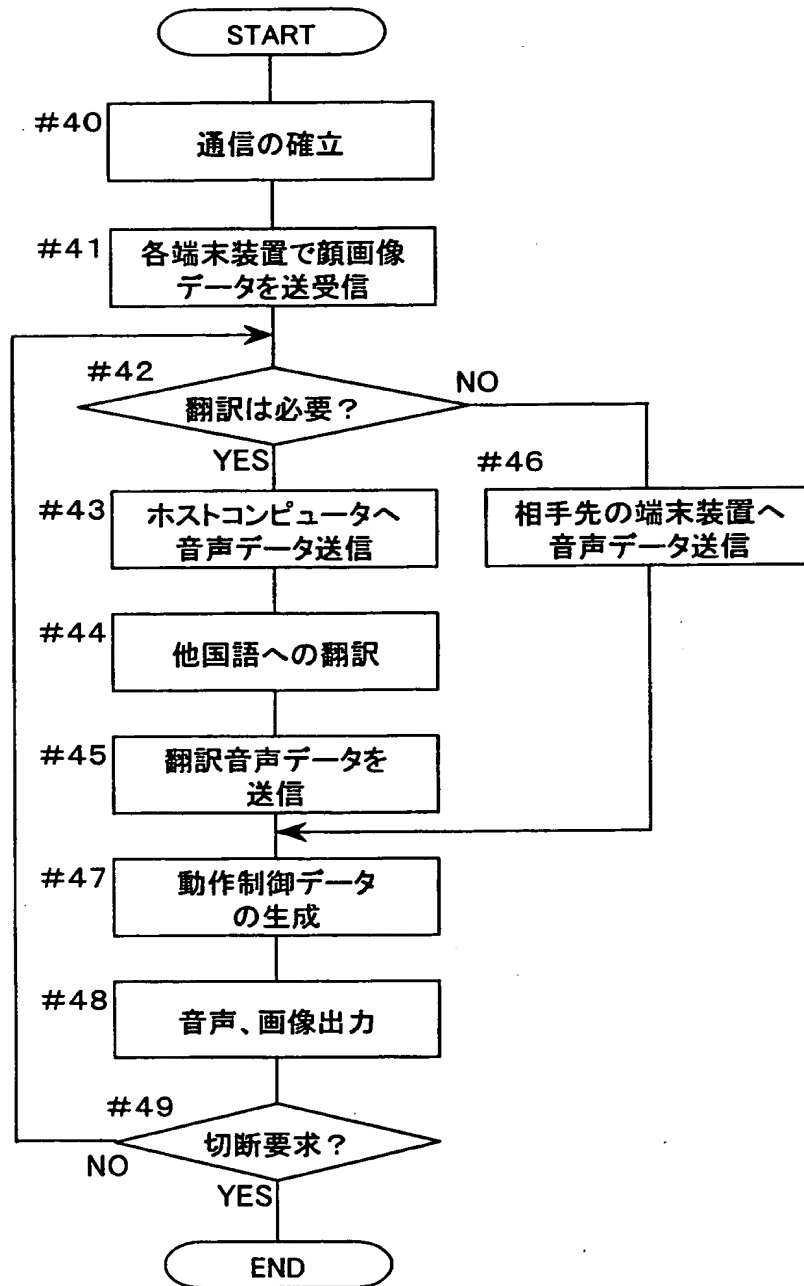 START
#40
通信の確立
#41
各端末装置で顔画像
データを送受信
#42
翻訳は必要?
NO
YES
#43
ホストコンピュータへ
音声データ送信
#46
相手先の端末装置へ
音声データ送信
#44
他国語への翻訳
#45
翻訳音声データを
送信
#47
動作制御データ
の生成
#48
音声、画像出力
#49
切断要求?
NO
YES
END